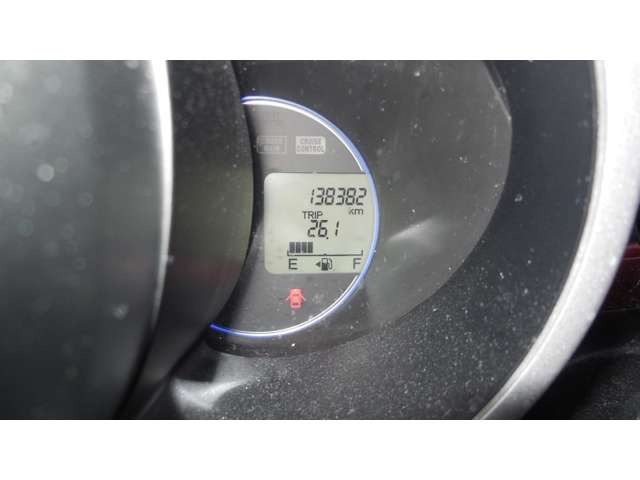 CRUISE
CONTROL
138382
km
TRIP
26.1
E F